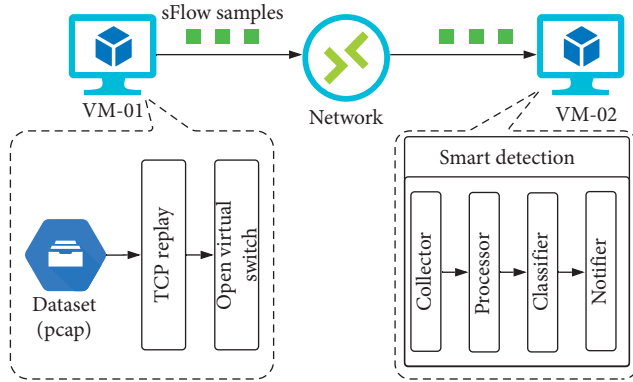 sFlow samples
VM-01
Network
VM-02
Dataset
(pcap)
TCP replay
Open virtual
switch
Smart detection
Collector
Processor
Classifier
Notifier